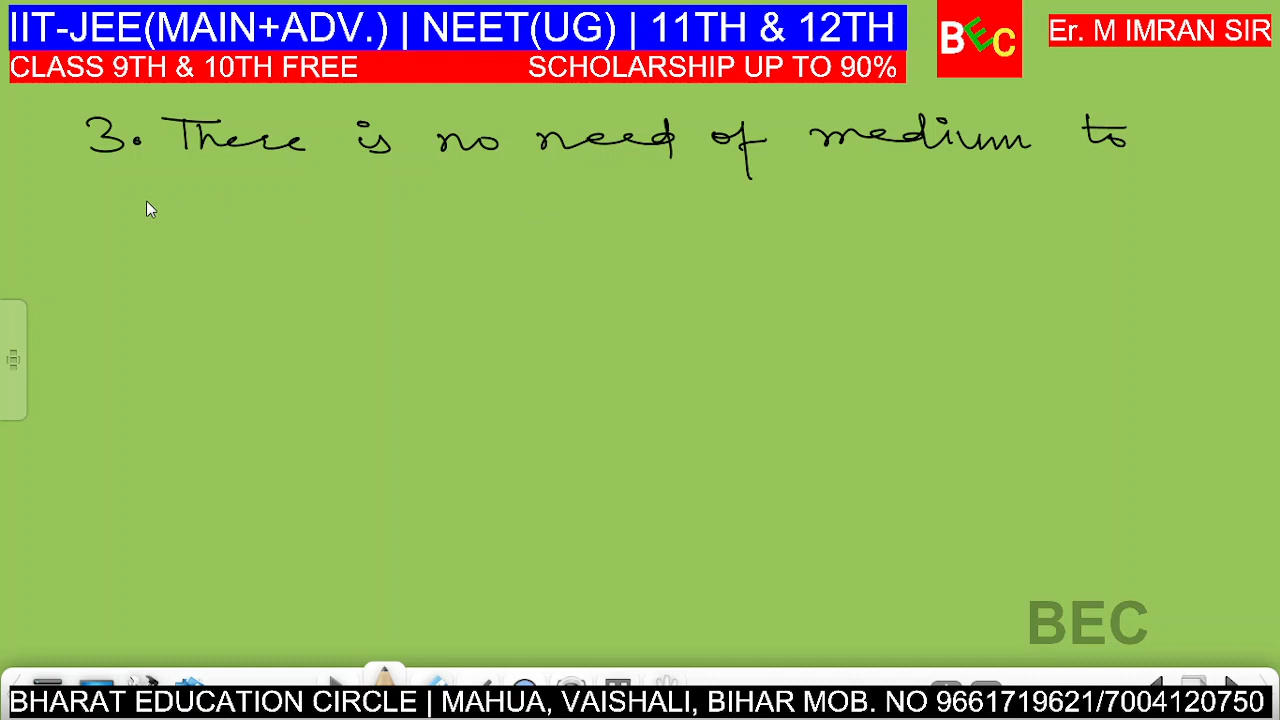 IIT-JEE(MAIN+ADV.) | NEET(UG) | 11TH & 12TH
CLASS 9TH & 10TH FREE SCHOLARSHIP UP TO 90%
BEC
Er. M IMRAN SIR
3. There is no need of medium to
BEC
BHARAT EDUCATION CIRCLE | MAHUA, VAISHALI, BIHAR MOB. NO 9661719621/7004120750